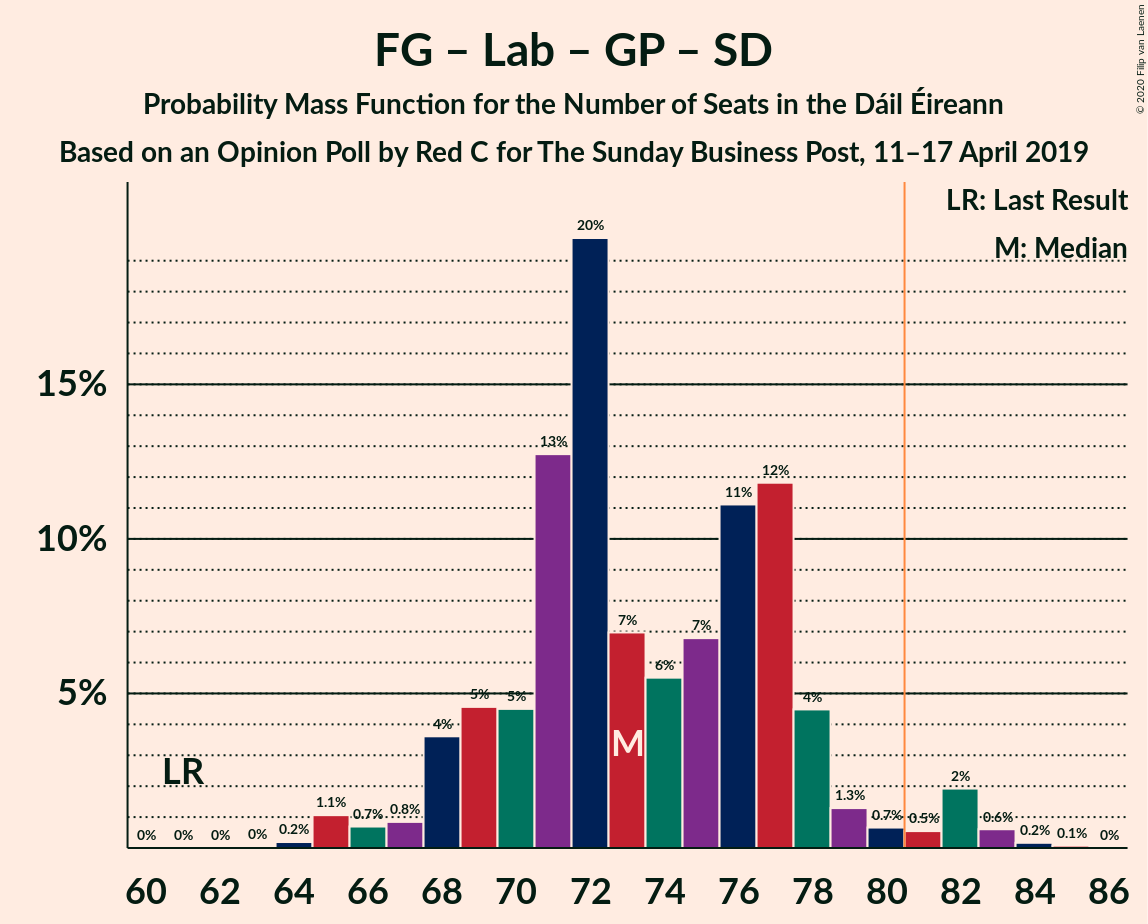 FG – Lab – GP – SD
Probability Mass Function for the Number of Seats in the Dáil Éireann
Based on an Opinion Poll by Red C for The Sunday Business Post, 11–17 April 2019
© 2020 Filip van Laenen
LR: Last Result
M: Median
15%
10%
5%
LR
M
0% 0% 0% 0% 0.2% 1.1% 0.7% 0.8% 4% 5% 5% 13% 20% 7% 6% 7% 11% 12% 4% 1.3% 0.7% 0.5% 2% 0.6% 0.2% 0.1% 0%
60 62 64 66 68 70 72 74 76 78 80 82 84 86